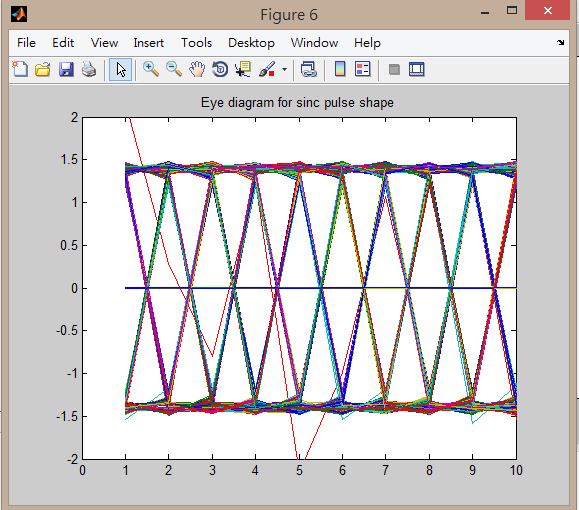 Figure 6
File Edit View Insert Tools Desktop Window Help
Eye diagram for sinc pulse shape
2
1.5
1
0.5
0
-0.5
-1
-1.5
-2
0 1 2 3 4 5 6 7 8 9 10